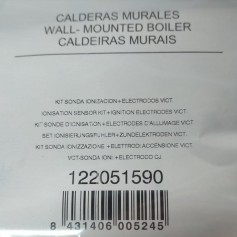 CALDERAS MURALES
WALL- MOUNTED BOILER
CALDEIRAS MURAIS
KIT SONDA IONIZACION+ELECTRODOS VICT.
IONISATION SENSOR KIT+ IGNITION ELECTRODES VICT.
KIT SONDE D'IONISATION+ELECTRODES D'ALLUMAGE VICT.
SET IONISIERUNGSFÜHLER+ZÜNDELEKTRODEN VICT.
KIT SONDA IONIZZAZIONE+ELETTRODI ACCENSIONE VICT.
VCT-SONDA IONI.+ELECTRODO CJ
122051590
8 431406 005245